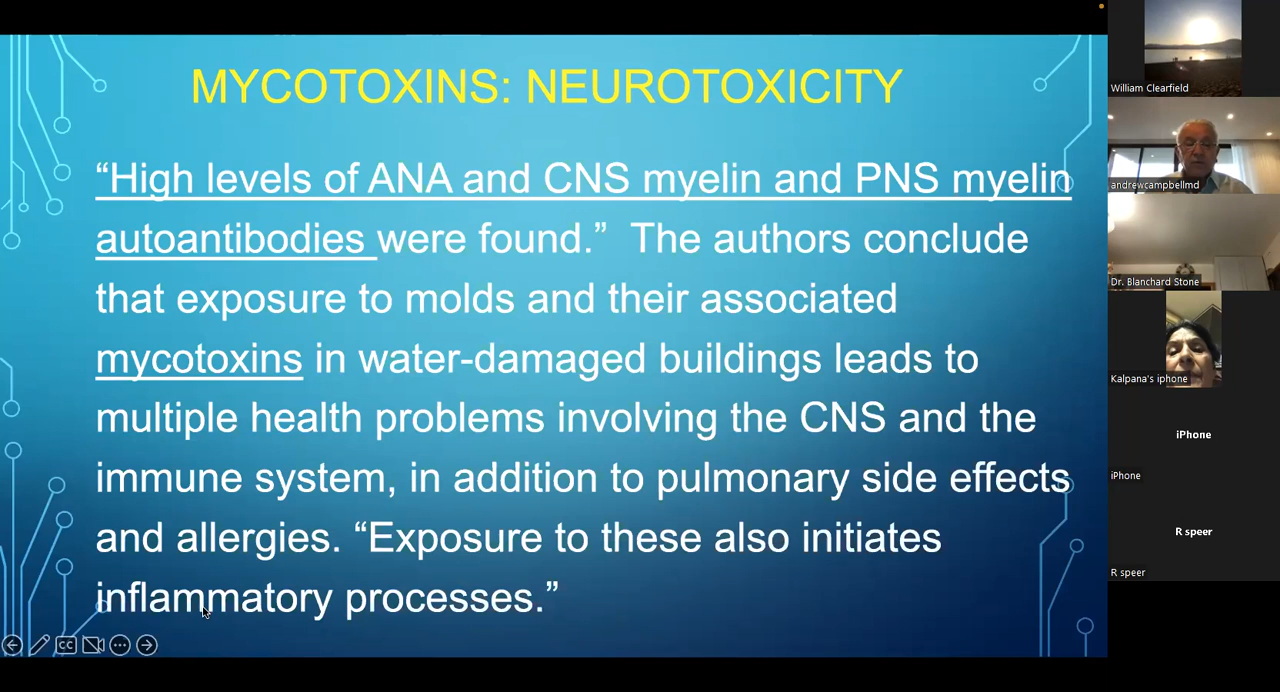 MYCOTOXINS: NEUROTOXICITY
“High levels of ANA and CNS myelin and PNS myelin
autoantibodies were found.” The authors conclude
that exposure to molds and their associated
mycotoxins in water-damaged buildings leads to
multiple health problems involving the CNS and the
immune system, in addition to pulmonary side effects
and allergies. “Exposure to these also initiates
inflammatory processes.”
CC
William Clearfield
andrewcampbellmd
Dr. Blanchard Stone
Kalpana's iphone
iPhone
iPhone
R speer
R speer